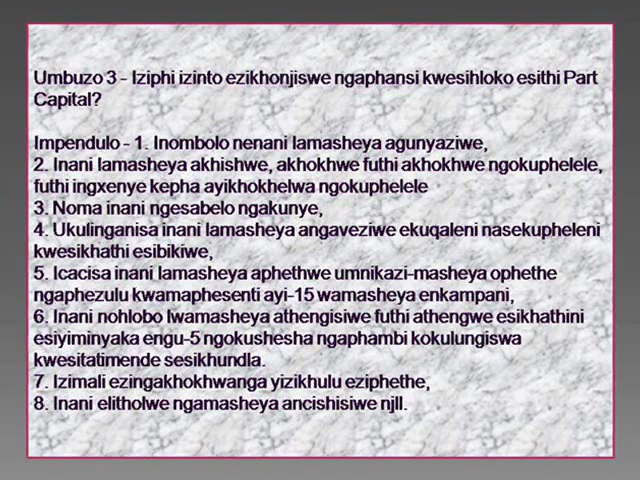 Umbuzo 3 - Iziphi izinto ezikhonjiswe ngaphansi kwesihloko esithi Part
Capital?
Impendulo - 1. Inombolo nenani lamasheya agunyaziwe,
2. Inani lamasheya akhishwe, akhokhwe futhi akhokhwe ngokuphelele,
futhi ingxenye kepha ayikhokhelwa ngokuphelele
3. Noma inani ngesabelo ngakunye,
4. Ukulinganisa inani lamasheya angaveziwe ekuqaleni nasekupheleni
kwesikhathi esibikiwe,
5. Icacisa inani lamasheya aphethwe umnikazi-masheya ophethe
ngaphezulu kwamaphesenti ayi-15 wamasheya enkampani,
6. Inani nohlobo lwamasheya athengisiwe futhi athengwe esikhathini
esiyiminyaka engu-5 ngokushesha ngaphambi kokulungiswa
kwesitatimende sesikhundla.
7. Izimali ezingakhokhwanga yizikhulu eziphethe,
8. Inani elitholwe ngamasheya ancishisiwe njll.